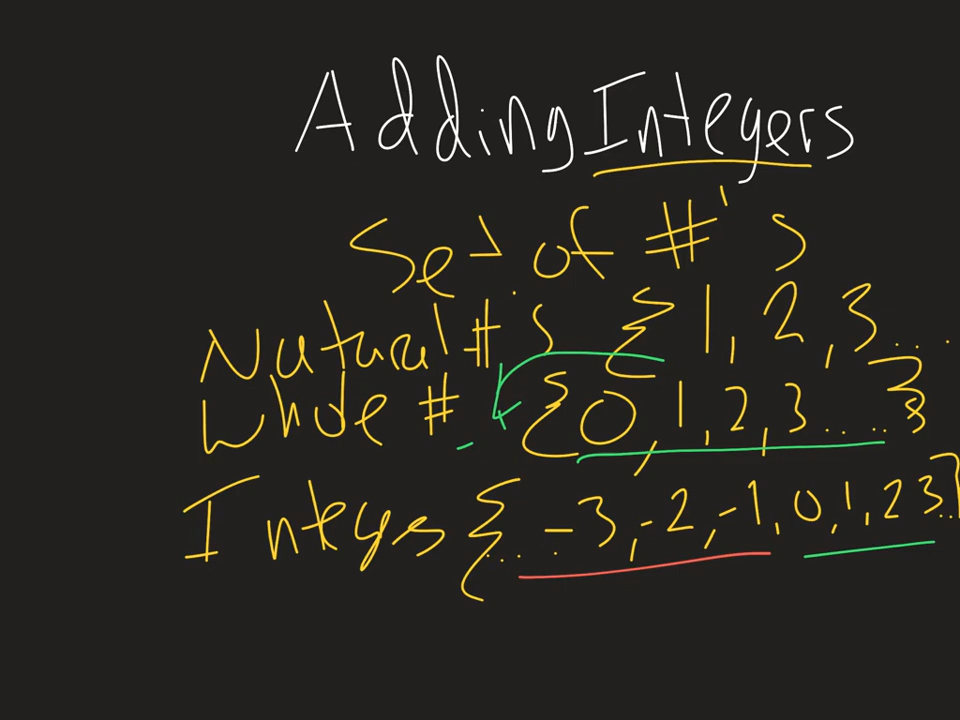 Adding Integers
Set of #'s
Natural #s {1, 2, 3....
Whole # {0, 1, 2, 3.....}
Integes {... -3, -2, -1, 0, 1, 2 3..}